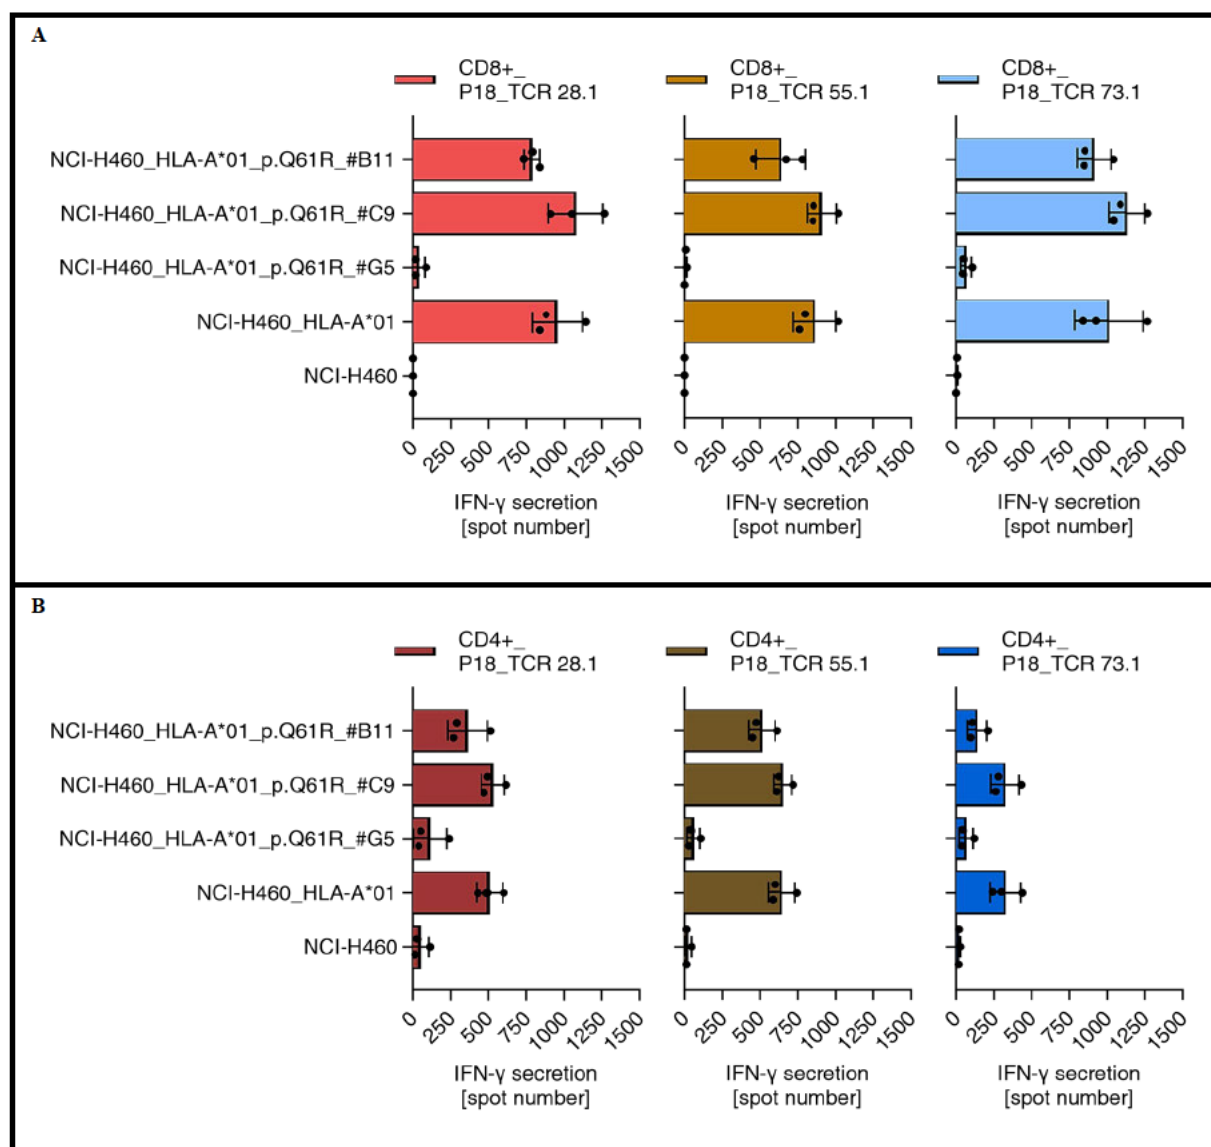 A
CD8+_
P18_TCR 28.1
CD8+_
P18_TCR 55.1
CD8+_
P18_TCR 73.1
NCI-H460_HLA-A*01_p.Q61R_#B11
NCI-H460_HLA-A*01_p.Q61R_#C9
NCI-H460_HLA-A*01_p.Q61R_#G5
NCI-H460_HLA-A*01
NCI-H460
0 250 500 750 1000 1250 1500
0 250 500 750 1000 1250 1500
0 250 500 750 1000 1250 1500
IFN-γ secretion
[spot number]
IFN-γ secretion
[spot number]
IFN-γ secretion
[spot number]
B
CD4+_
P18_TCR 28.1
CD4+_
P18_TCR 55.1
CD4+_
P18_TCR 73.1
NCI-H460_HLA-A*01_p.Q61R_#B11
NCI-H460_HLA-A*01_p.Q61R_#C9
NCI-H460_HLA-A*01_p.Q61R_#G5
NCI-H460_HLA-A*01
NCI-H460
0 250 500 750 1000 1250 1500
0 250 500 750 1000 1250 1500
0 250 500 750 1000 1250 1500
IFN-γ secretion
[spot number]
IFN-γ secretion
[spot number]
IFN-γ secretion
[spot number]